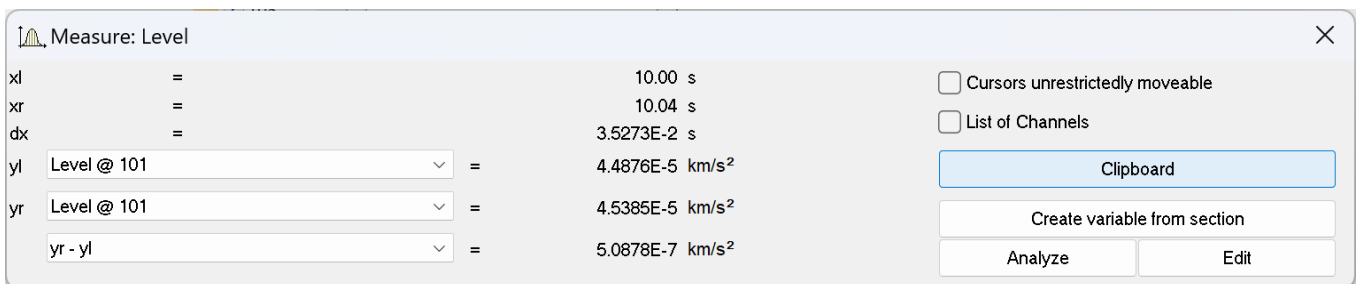 Measure: Level
xl = 10.00 s
xr = 10.04 s
dx = 3.5273E-2 s
yl Level @ 101 = 4.4876E-5 km/s²
yr Level @ 101 = 4.5385E-5 km/s²
yr - yl = 5.0878E-7 km/s²
Cursors unrestrictedly moveable
List of Channels
Clipboard
Create variable from section
Analyze Edit